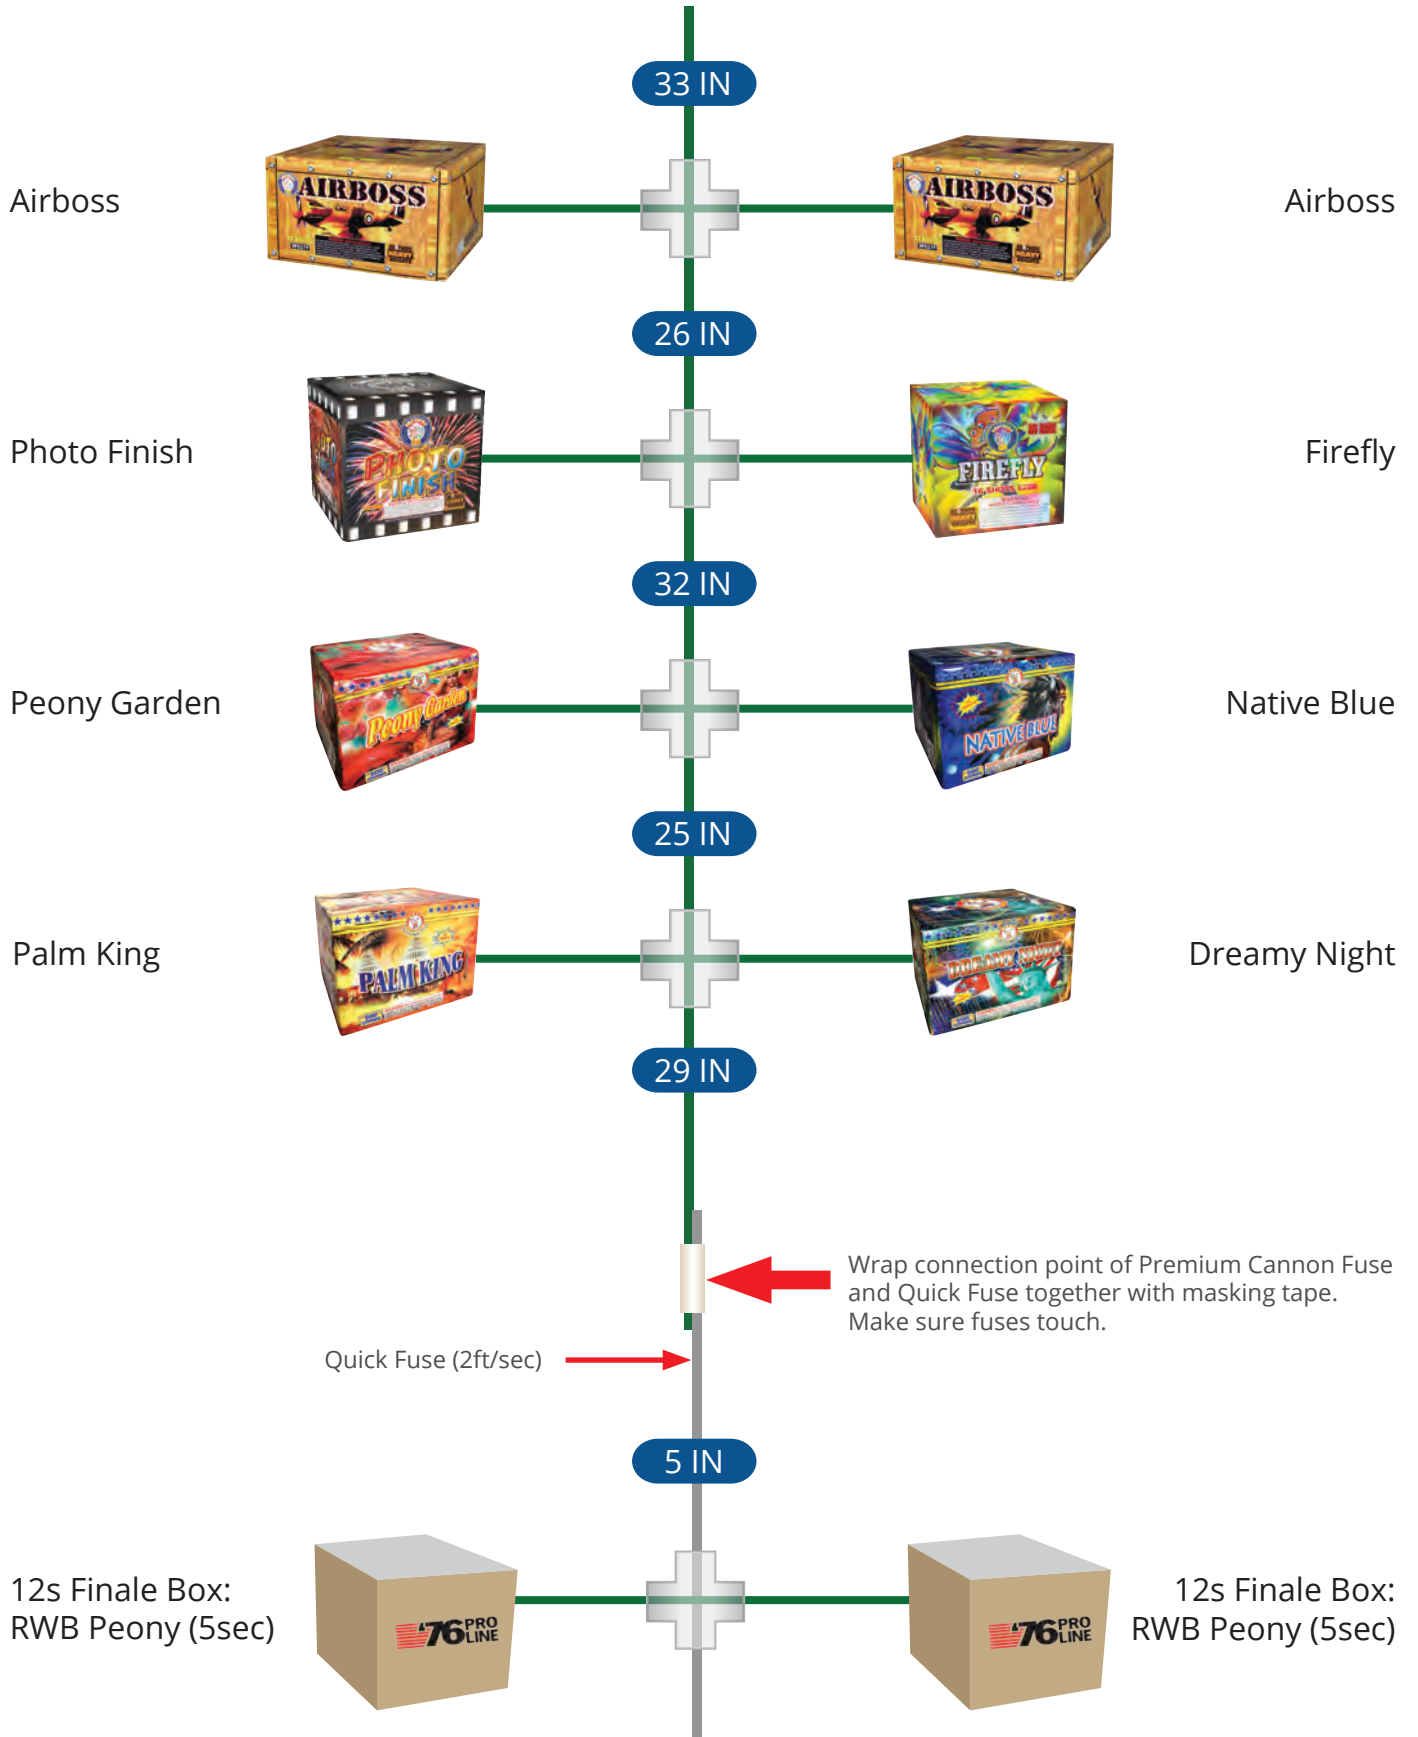 33 IN
Airboss
AIRBOSS
AIRBOSS
Airboss
26 IN
Photo Finish
PHOTO
FINISH
FIREFLY
Firefly
32 IN
Peony Garden
Peony Garden
NATIVE BLUE
Native Blue
25 IN
Palm King
PALM KING
DREAMY NIGHT
Dreamy Night
29 IN
Wrap connection point of Premium Cannon Fuse
and Quick Fuse together with masking tape.
Make sure fuses touch.
Quick Fuse (2ft/sec)
5 IN
12s Finale Box:
RWB Peony (5sec)
'76 PRO
LINE
'76 PRO
LINE
12s Finale Box:
RWB Peony (5sec)